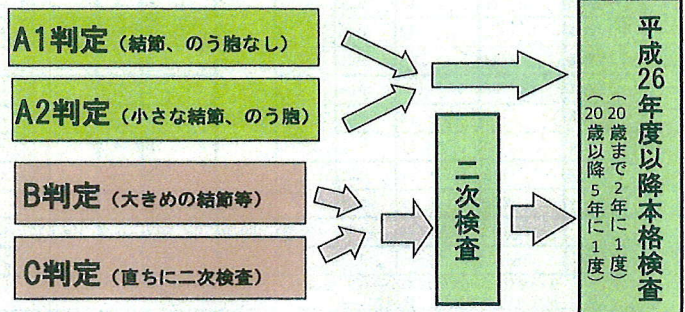 A1判定（結節、のう胞なし）
A2判定（小さな結節、のう胞）
B判定（大きめの結節等）
C判定（直ちに二次検査）
二次検査
平成26年度以降本格検査
（20歳まで2年に1度）
（20歳以降5年に1度）